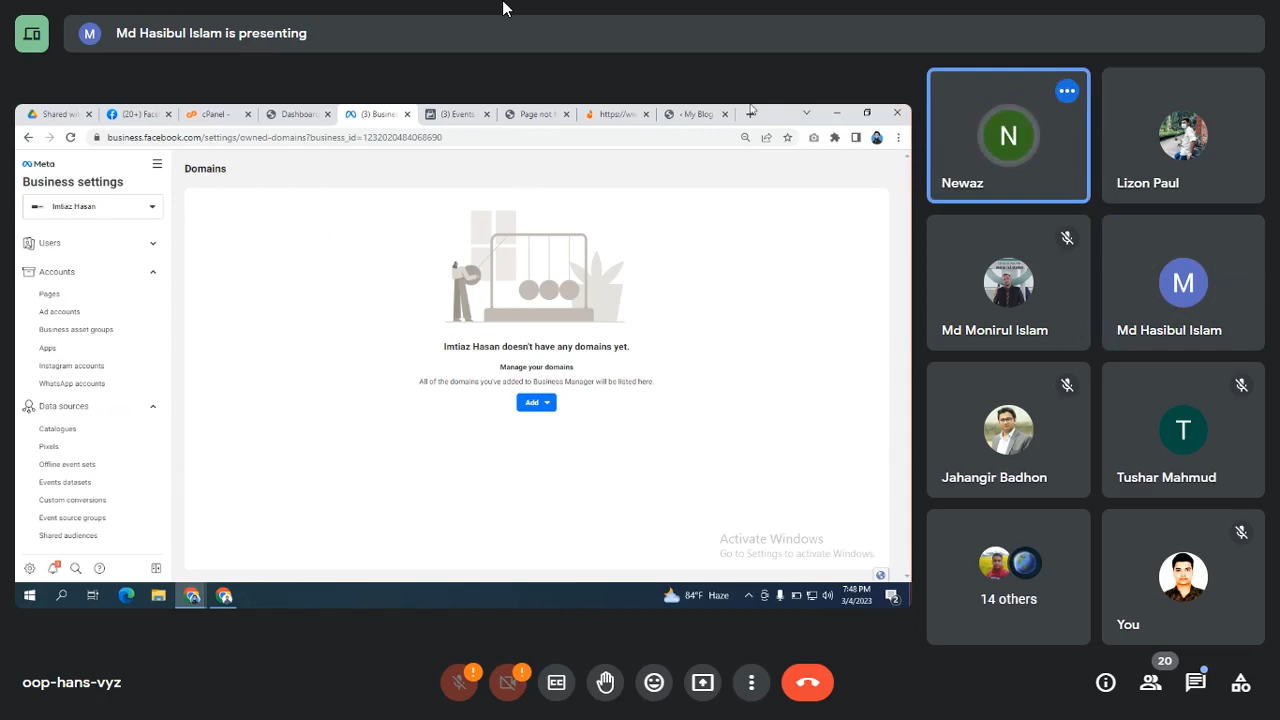 M Md Hasibul Islam is presenting
Shared wi
(20+) Face
cPanel -
Dashboard
(3) Busine
(3) Events
Page not f
https://ww
‹ My Blog
business.facebook.com/settings/owned-domains?business_id=1232020484068690
Meta
Business settings
Imtiaz Hasan
Users
Accounts
Pages
Ad accounts
Business asset groups
Apps
Instagram accounts
WhatsApp accounts
Data sources
Catalogues
Pixels
Offline event sets
Events datasets
Custom conversions
Event source groups
Shared audiences
Domains
Imtiaz Hasan doesn't have any domains yet.
Manage your domains
All of the domains you've added to Business Manager will be listed here.
Add
Activate Windows
Go to Settings to activate Windows.
84°F Haze
7:48 PM
3/4/2023
2
N
Newaz
Lizon Paul
Md Monirul Islam
M
Md Hasibul Islam
Jahangir Badhon
T
Tushar Mahmud
14 others
You
oop-hans-vyz
CC
20